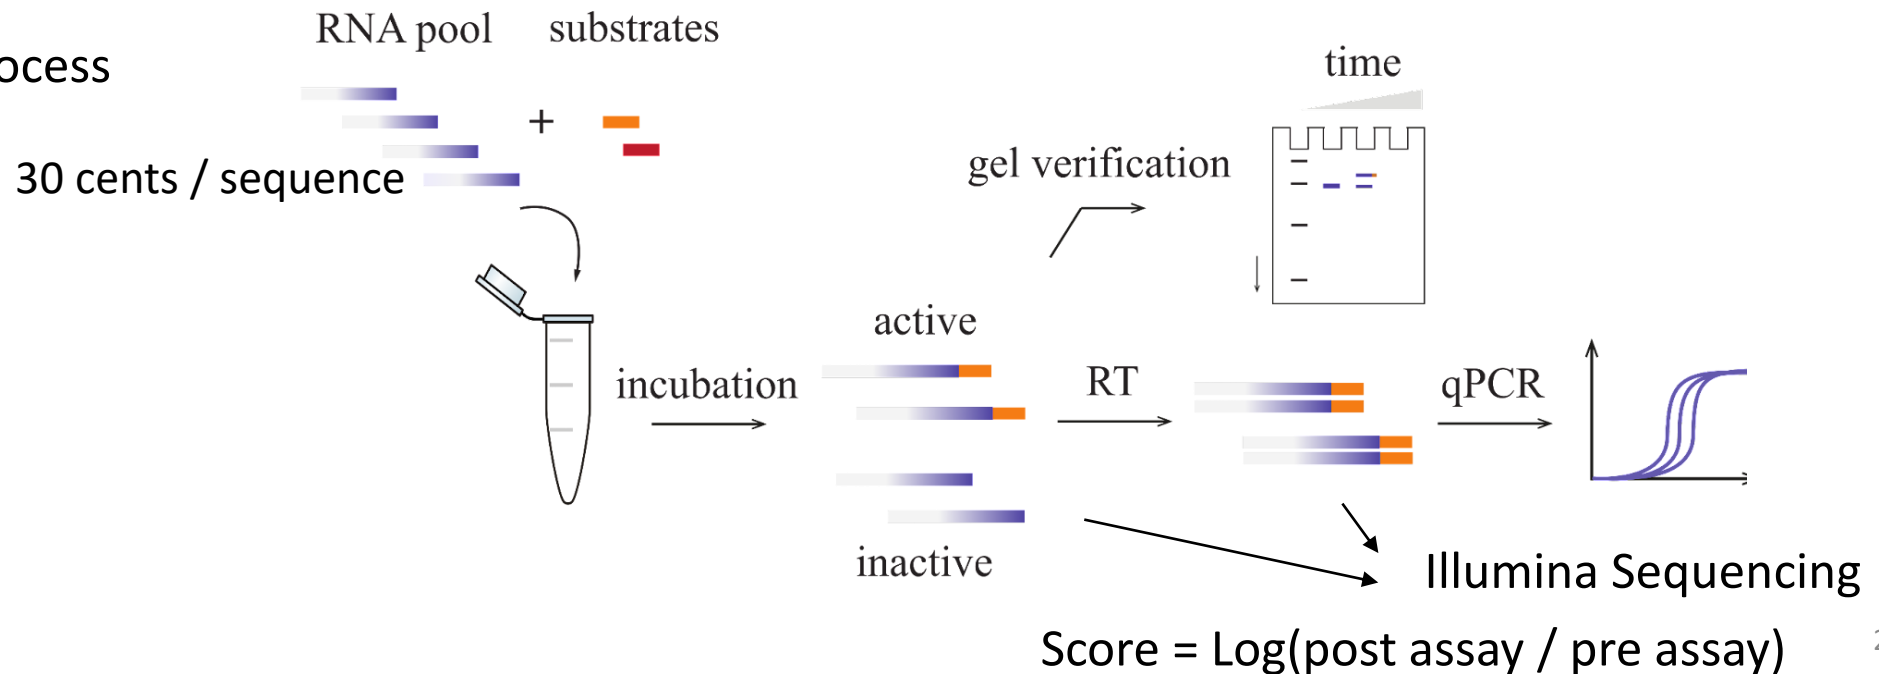 RNA pool substrates
ocess
time
+
30 cents / sequence
gel verification
active
incubation
RT
qPCR
inactive
Illumina Sequencing
Score = Log(post assay / pre assay)
2